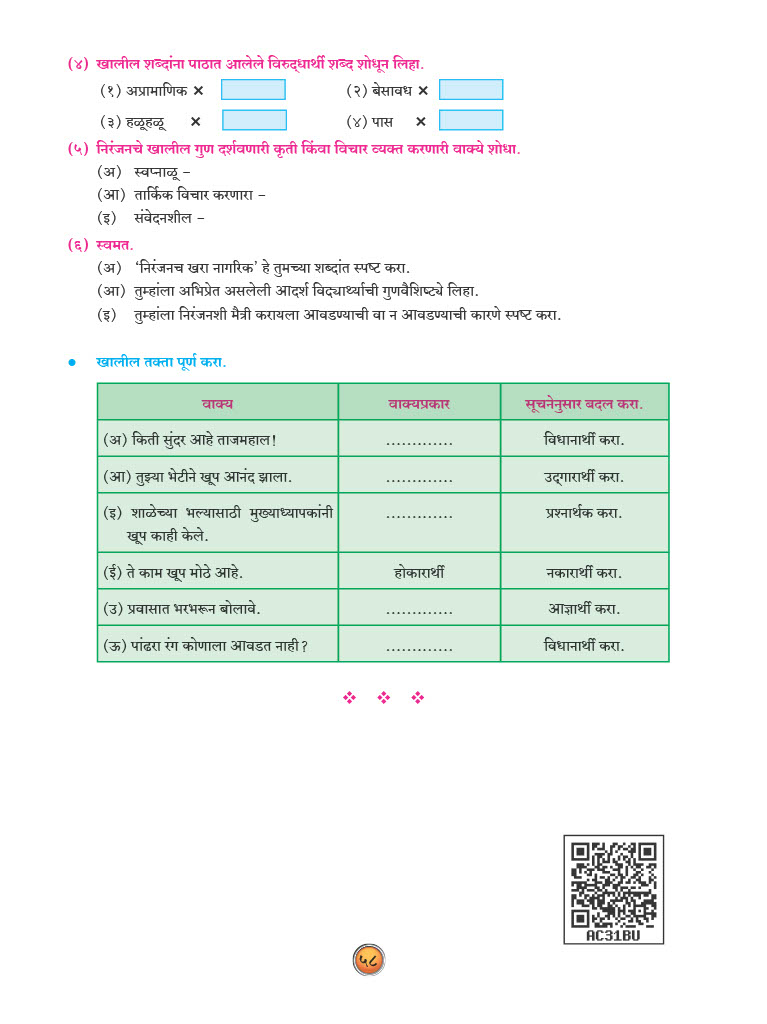 (४) खालील शब्दांना पाठात आलेले विरुद्धार्थी शब्द शोधून लिहा.
(१) अप्रामाणिक × (२) बेसावध ×
(३) हळूहळू × (४) पास ×
(५) निरंजनचे खालील गुण दर्शवणारी कृती किंवा विचार व्यक्त करणारी वाक्ये शोधा.
(अ) स्वप्नाळू –
(आ) तार्किक विचार करणारा –
(इ) संवेदनशील –
(६) स्वमत.
(अ) ‘निरंजनच खरा नागरिक’ हे तुमच्या शब्दांत स्पष्ट करा.
(आ) तुम्हांला अभिप्रेत असलेली आदर्श विद्यार्थ्याची गुणवैशिष्ट्ये लिहा.
(इ) तुम्हांला निरंजनशी मैत्री करायला आवडण्याची वा न आवडण्याची कारणे स्पष्ट करा.
● खालील तक्ता पूर्ण करा.
वाक्य वाक्यप्रकार सूचनेनुसार बदल करा.
(अ) किती सुंदर आहे ताजमहाल! ............. विधानार्थी करा.
(आ) तुझ्या भेटीने खूप आनंद झाला. ............. उद्गारार्थी करा.
(इ) शाळेच्या भल्यासाठी मुख्याध्यापकांनी ............. प्रश्नार्थक करा.
खूप काही केले.
(ई) ते काम खूप मोठे आहे. होकारार्थी नकारार्थी करा.
(उ) प्रवासात भरभरून बोलावे. ............. आज्ञार्थी करा.
(ऊ) पांढरा रंग कोणाला आवडत नाही? ............. विधानार्थी करा.
AC31BU
५८